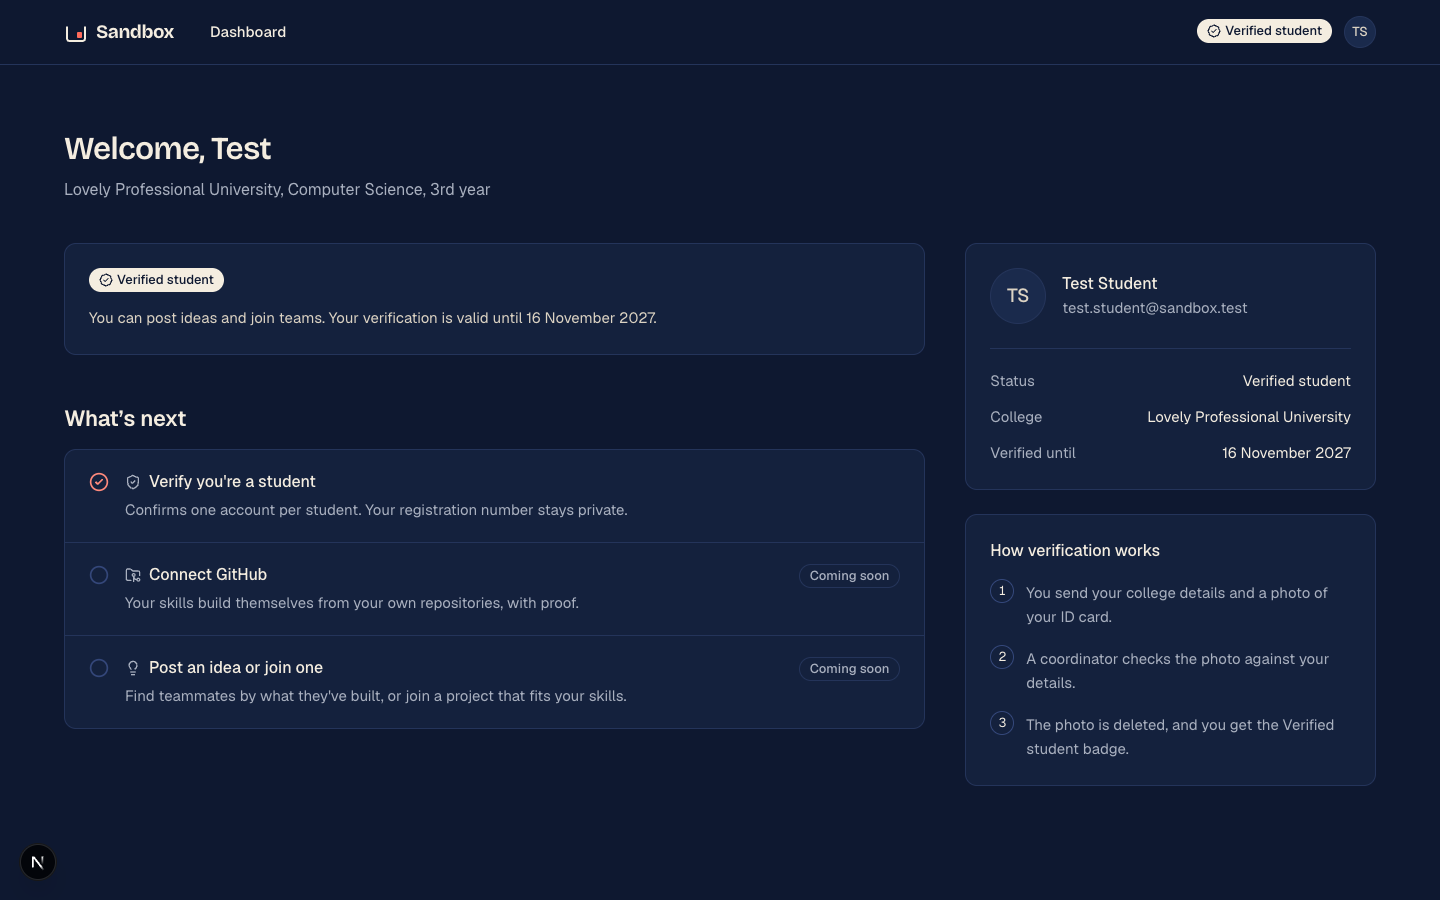 Sandbox
Dashboard
Verified student
TS
Welcome, Test
Lovely Professional University, Computer Science, 3rd year
Verified student
You can post ideas and join teams. Your verification is valid until 16 November 2027.
What’s next
Verify you're a student
Confirms one account per student. Your registration number stays private.
Connect GitHub
Coming soon
Your skills build themselves from your own repositories, with proof.
Post an idea or join one
Coming soon
Find teammates by what they've built, or join a project that fits your skills.
TS
Test Student
test.student@sandbox.test
Status
Verified student
College
Lovely Professional University
Verified until
16 November 2027
How verification works
1
You send your college details and a photo of
your ID card.
2
A coordinator checks the photo against your
details.
3
The photo is deleted, and you get the Verified
student badge.
N